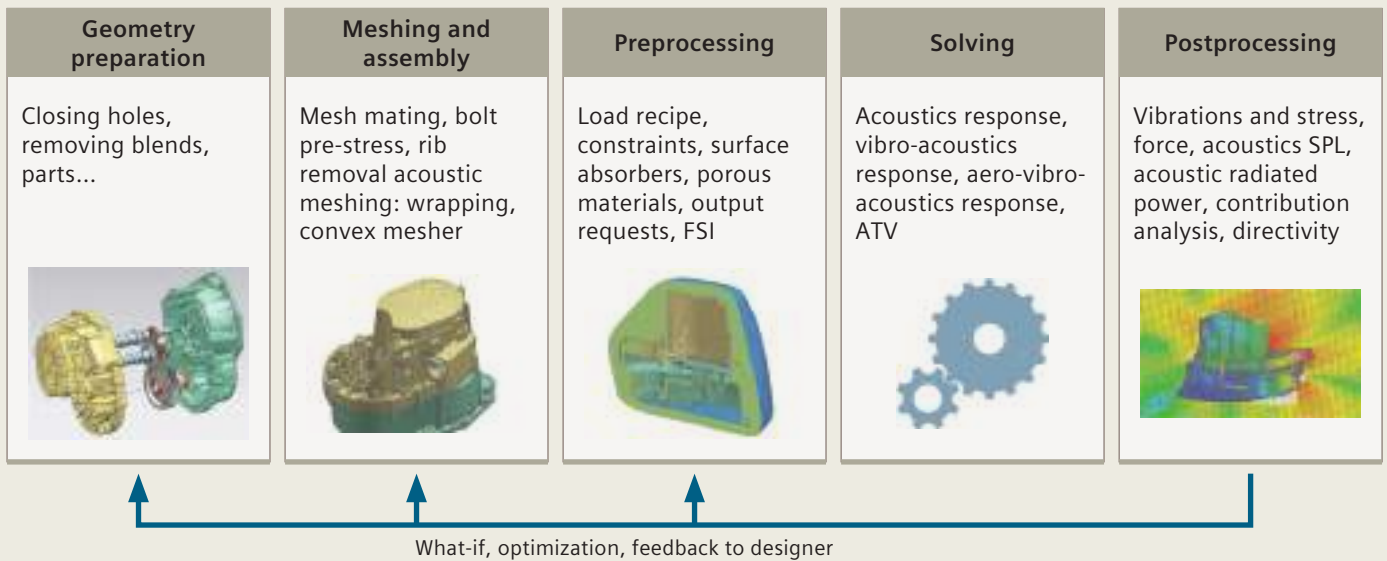 Geometry
preparation
Closing holes,
removing blends,
parts...
Meshing and
assembly
Mesh mating, bolt
pre-stress, rib
removal acoustic
meshing: wrapping,
convex mesher
Preprocessing
Load recipe,
constraints, surface
absorbers, porous
materials, output
requests, FSI
Solving
Acoustics response,
vibro-acoustics
response, aero-vibro-
acoustics response,
ATV
Postprocessing
Vibrations and stress,
force, acoustics SPL,
acoustic radiated
power, contribution
analysis, directivity
What-if, optimization, feedback to designer